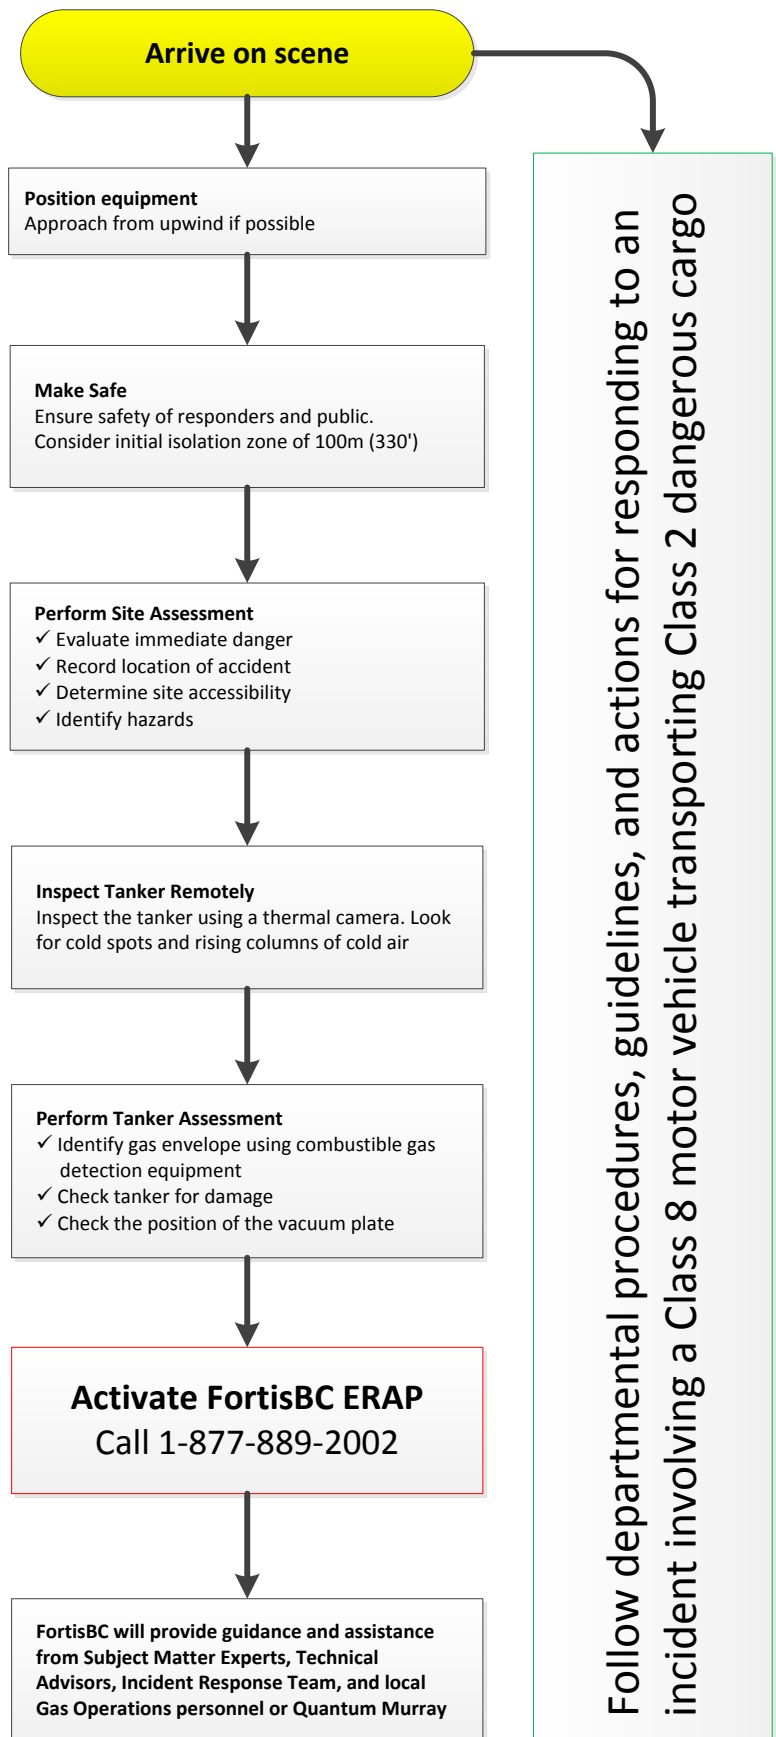 Arrive on scene
Position equipment
Approach from upwind if possible
Make Safe
Ensure safety of responders and public.
Consider initial isolation zone of 100m (330')
Perform Site Assessment
✓ Evaluate immediate danger
✓ Record location of accident
✓ Determine site accessibility
✓ Identify hazards
Inspect Tanker Remotely
Inspect the tanker using a thermal camera. Look
for cold spots and rising columns of cold air
Perform Tanker Assessment
✓ Identify gas envelope using combustible gas
detection equipment
✓ Check tanker for damage
✓ Check the position of the vacuum plate
Activate FortisBC ERAP
Call 1-877-889-2002
FortisBC will provide guidance and assistance
from Subject Matter Experts, Technical
Advisors, Incident Response Team, and local
Gas Operations personnel or Quantum Murray
Follow departmental procedures, guidelines, and actions for responding to an
incident involving a Class 8 motor vehicle transporting Class 2 dangerous cargo